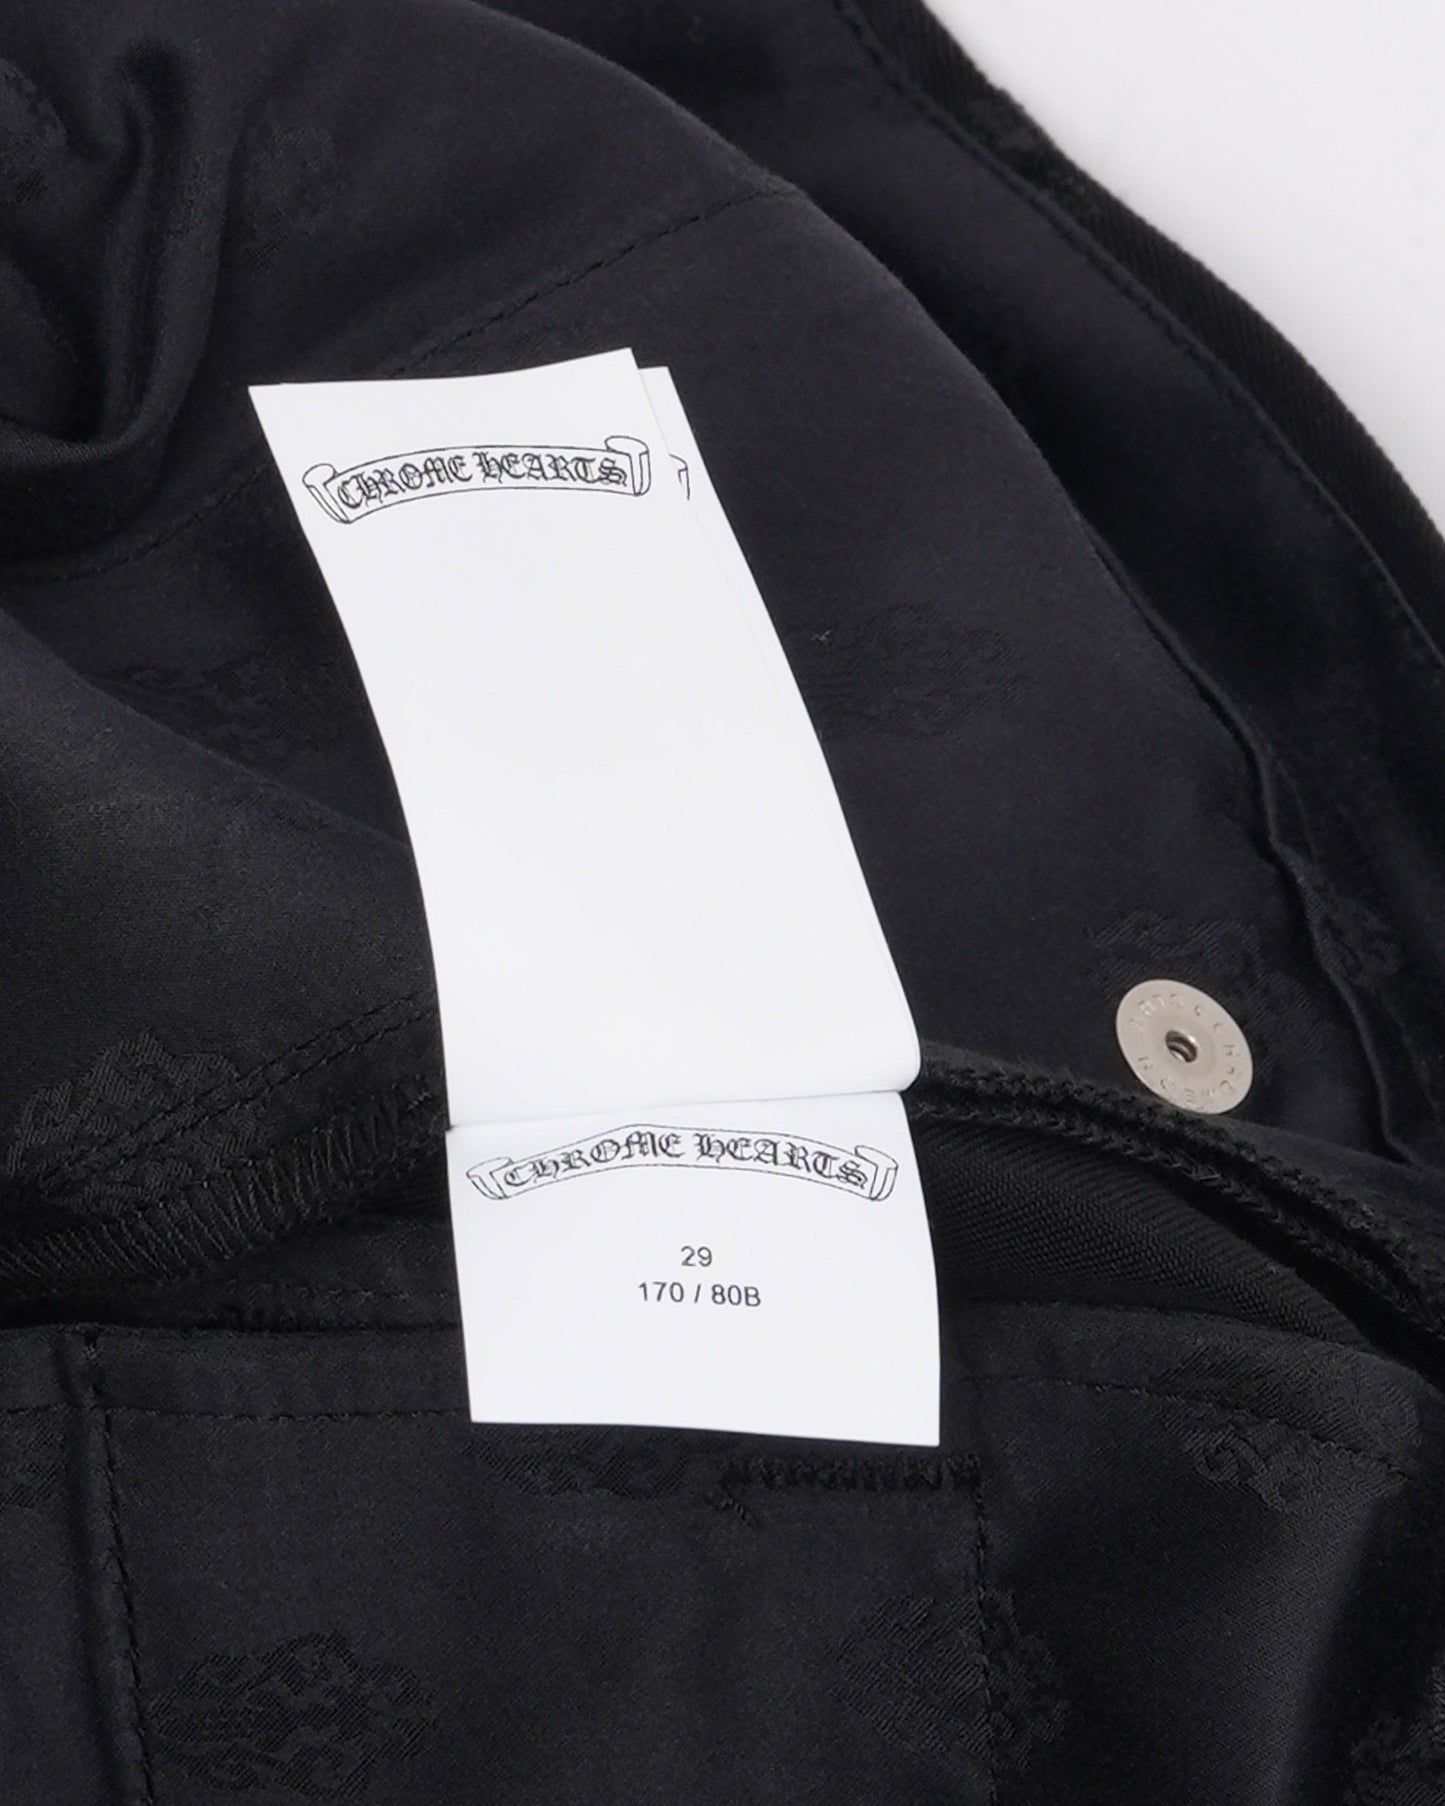 CHROME HEARTS
CHROME HEARTS
29
170 / 80B